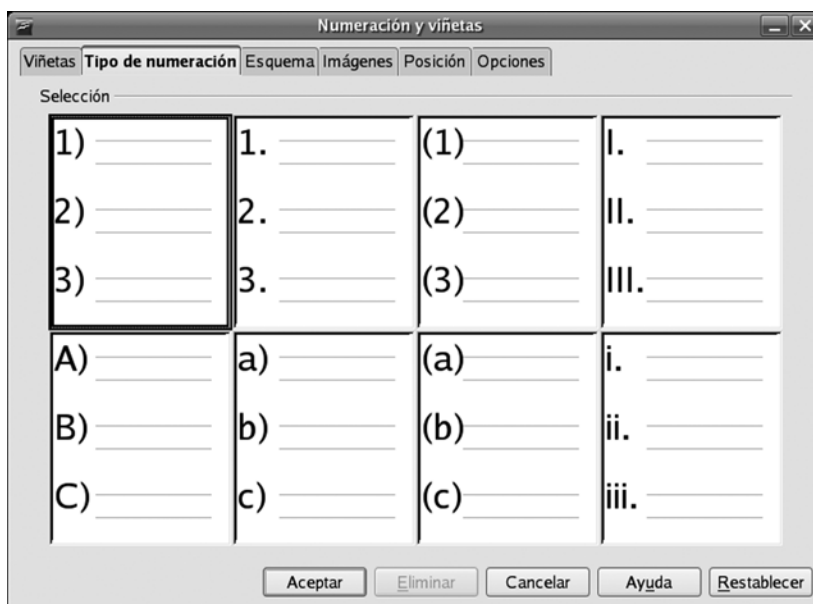 Numeración y viñetas
Viñetas Tipo de numeración Esquema Imágenes Posición Opciones
Selección
1) 1. (1) I.
2) 2. (2) II.
3) 3. (3) III.
A) a) (a) i.
B) b) (b) ii.
C) c) (c) iii.
Aceptar Eliminar Cancelar Ayuda Restablecer